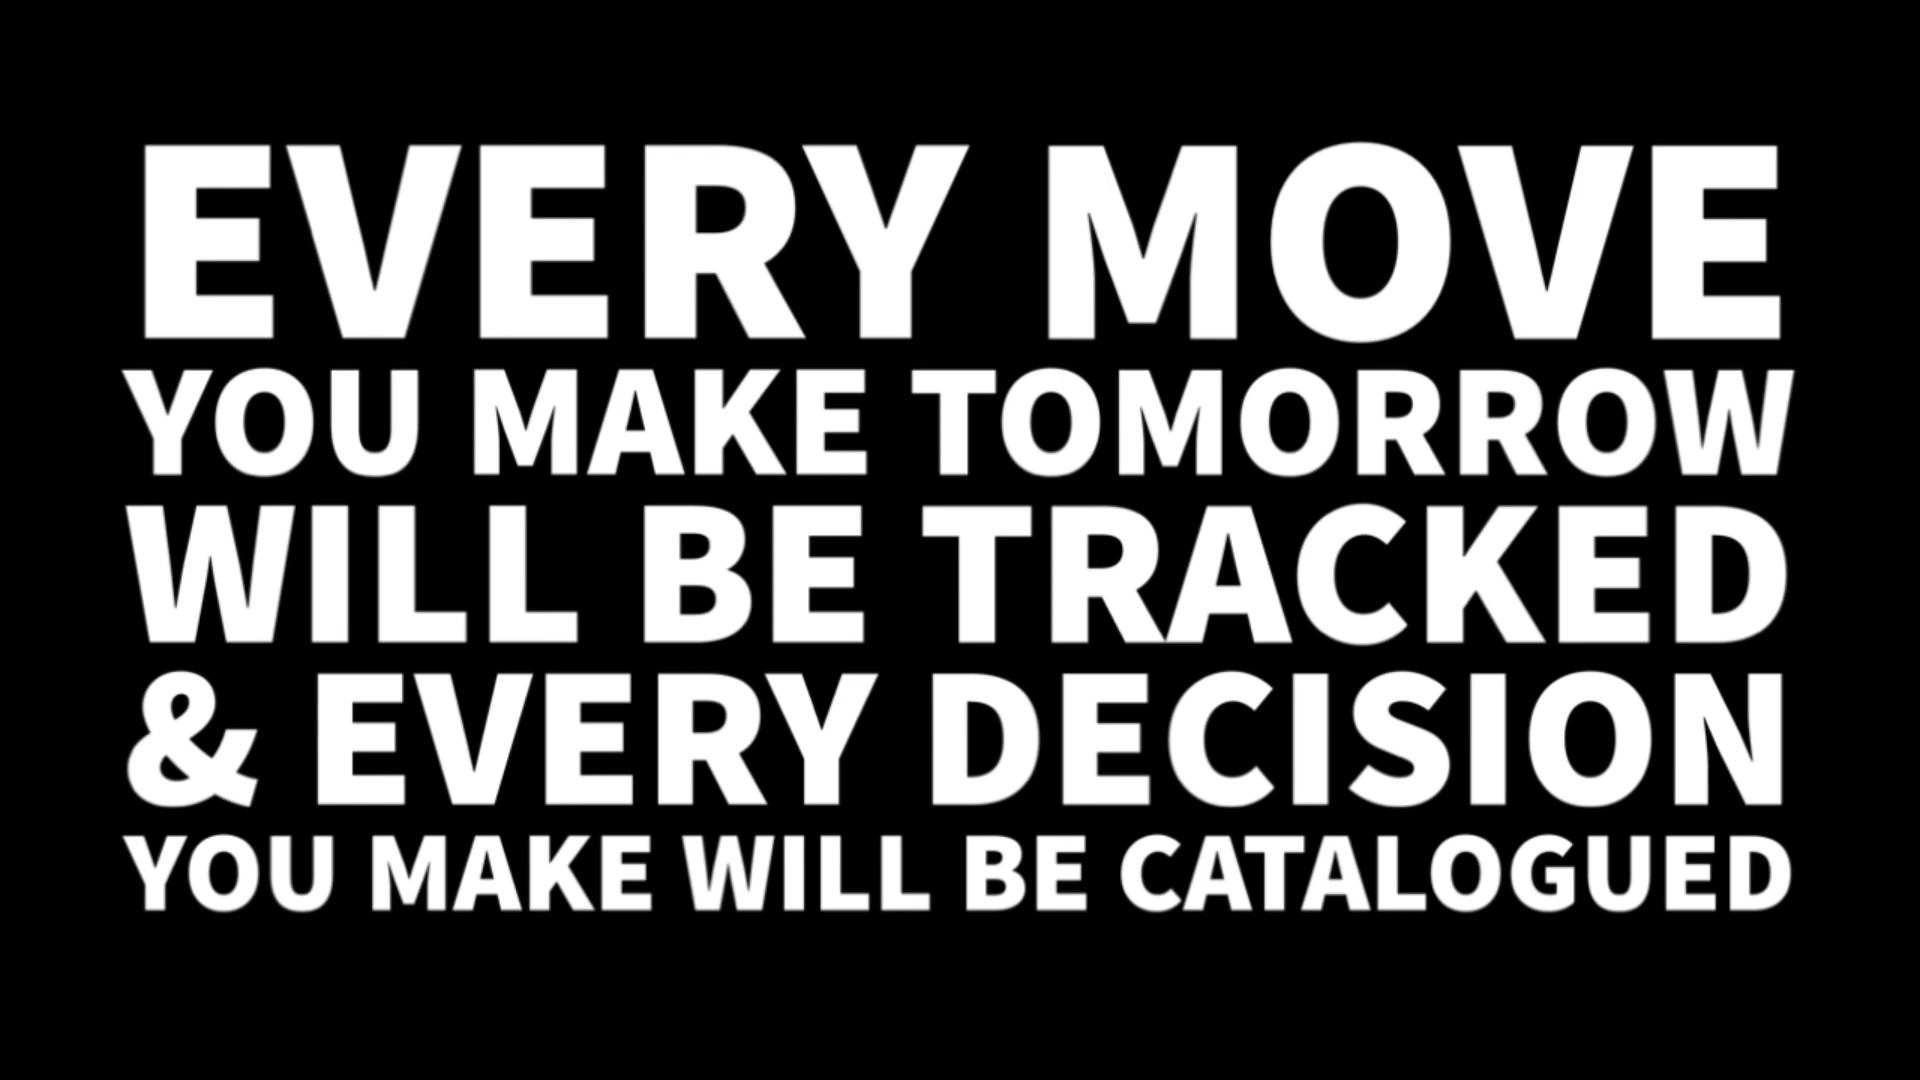 EVERY MOVE
YOU MAKE TOMORROW
WILL BE TRACKED
& EVERY DECISION
YOU MAKE WILL BE CATALOGUED